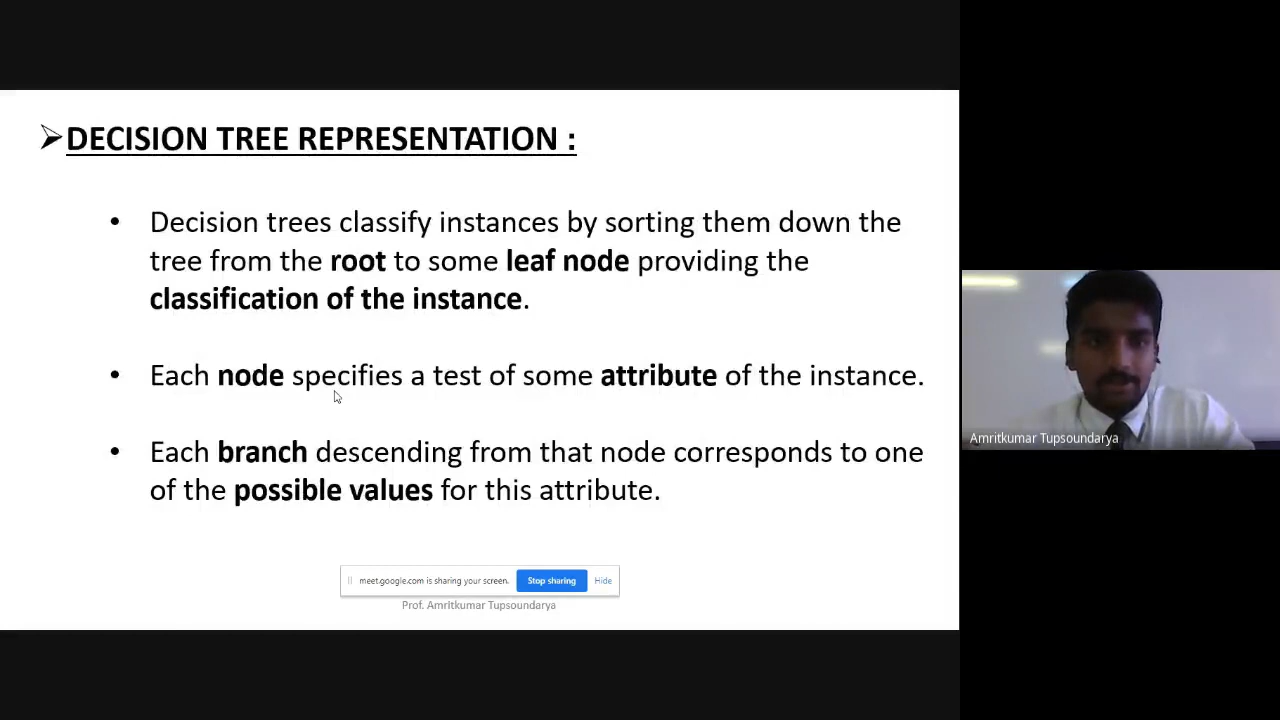 DECISION TREE REPRESENTATION :
• Decision trees classify instances by sorting them down the
tree from the root to some leaf node providing the
classification of the instance.
• Each node specifies a test of some attribute of the instance.
• Each branch descending from that node corresponds to one
of the possible values for this attribute.
meet.google.com is sharing your screen. Stop sharing Hide
Prof. Amritkumar Tupsoundarya
Amritkumar Tupsoundarya